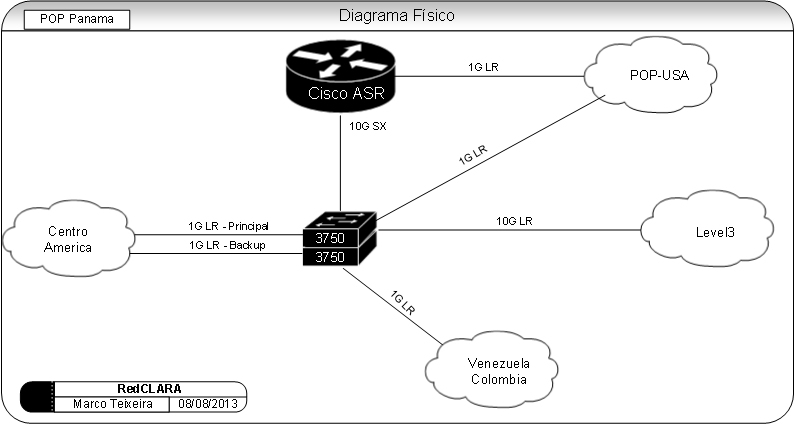 POP Panama
Diagrama Físico
Cisco ASR
1G LR
POP-USA
10G SX
1G LR
Centro
America
1G LR - Principal
1G LR - Backup
3750
3750
10G LR
Level3
1G LR
Venezuela
Colombia
RedCLARA
Marco Teixeira
08/08/2013